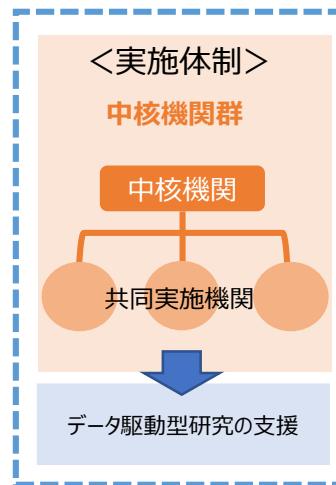 ＜実施体制＞
中核機関群
中核機関
共同実施機関
データ駆動型研究の支援